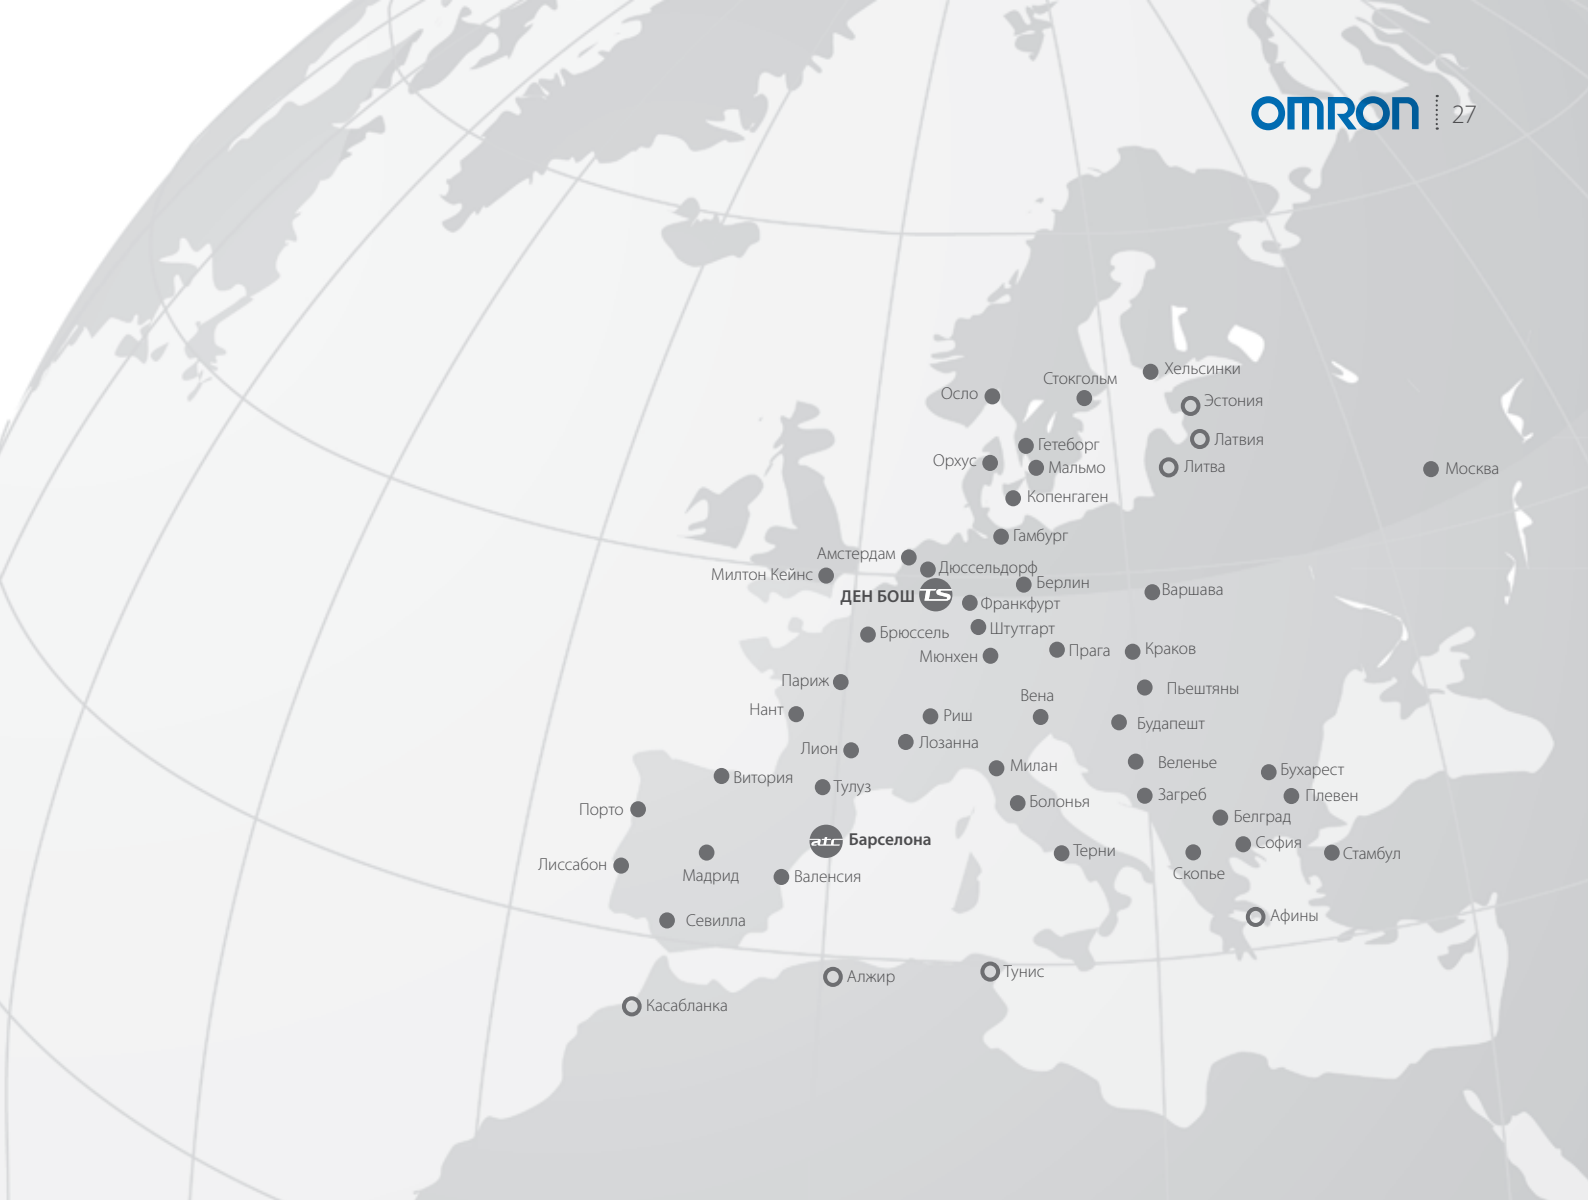 OMRON 27
Хельсинки
Стокгольм
Осло
Эстония
Латвия
Гетеборг
Орхус
Мальмо
Литва
Москва
Копенгаген
Гамбург
Амстердам
Дюссельдорф
Милтон Кейнс
Берлин
Варшава
ДЕН БОШ TS
Франкфурт
Штутгарт
Брюссель
Мюнхен
Прага
Краков
Париж
Пьештяны
Вена
Нант
Риш
Будапешт
Лозанна
Лион
Веленье
Милан
Бухарест
Витория
Тулуз
Загреб
Плевен
Болонья
Порто
Белград
atc Барселона
София
Терни
Стамбул
Лиссабон
Мадрид
Скопье
Валенсия
Афины
Севилла
Тунис
Алжир
Касабланка